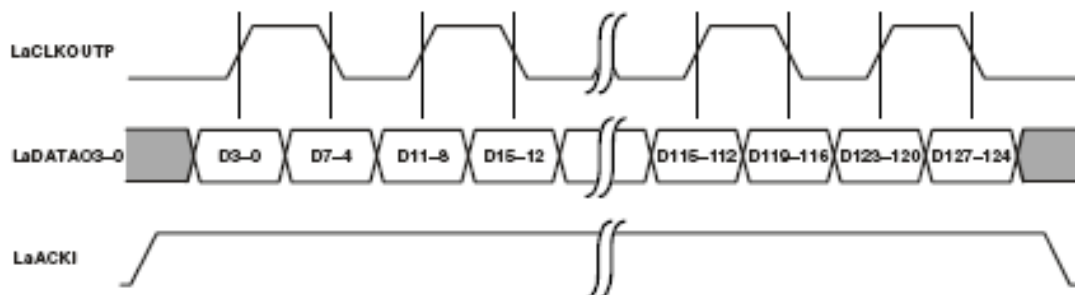 LaCLKOUTP
LaDATAO3–0
D3–0
D7–4
D11–8
D15–12
D115–112
D119–116
D123–120
D127–124
LaACKI